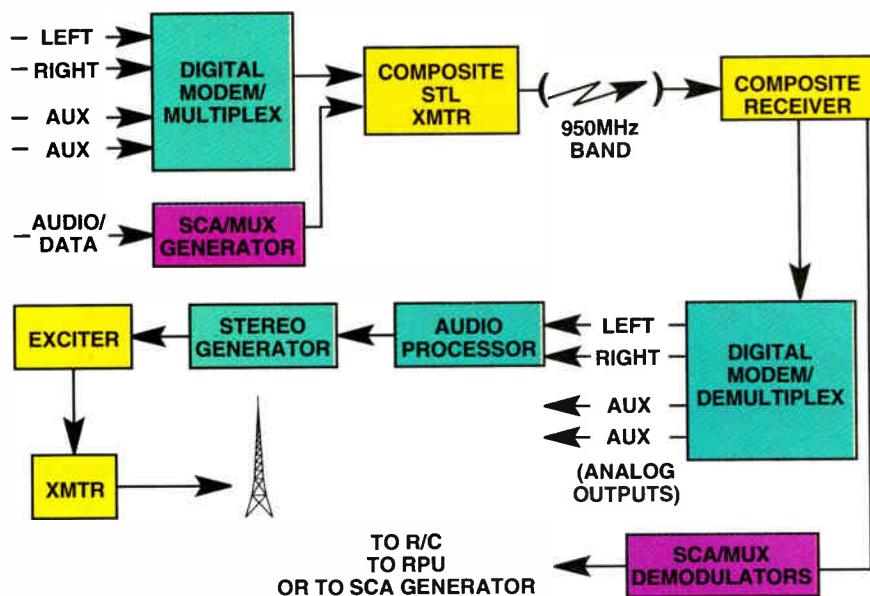 LEFT
RIGHT
AUX
AUX
DIGITAL
MODEM/
MULTIPLEX
COMPOSITE
STL
XMTR
950MHz
BAND
COMPOSITE
RECEIVER
AUDIO/
DATA
SCA/MUX
GENERATOR
EXCITER
STEREO
GENERATOR
AUDIO
PROCESSOR
LEFT
RIGHT
AUX
AUX
(ANALOG
OUTPUTS)
DIGITAL
MODEM/
DEMULTIPLEX
XMTR
TO R/C
TO RPU
OR TO SCA GENERATOR
SCA/MUX
DEMODULATORS